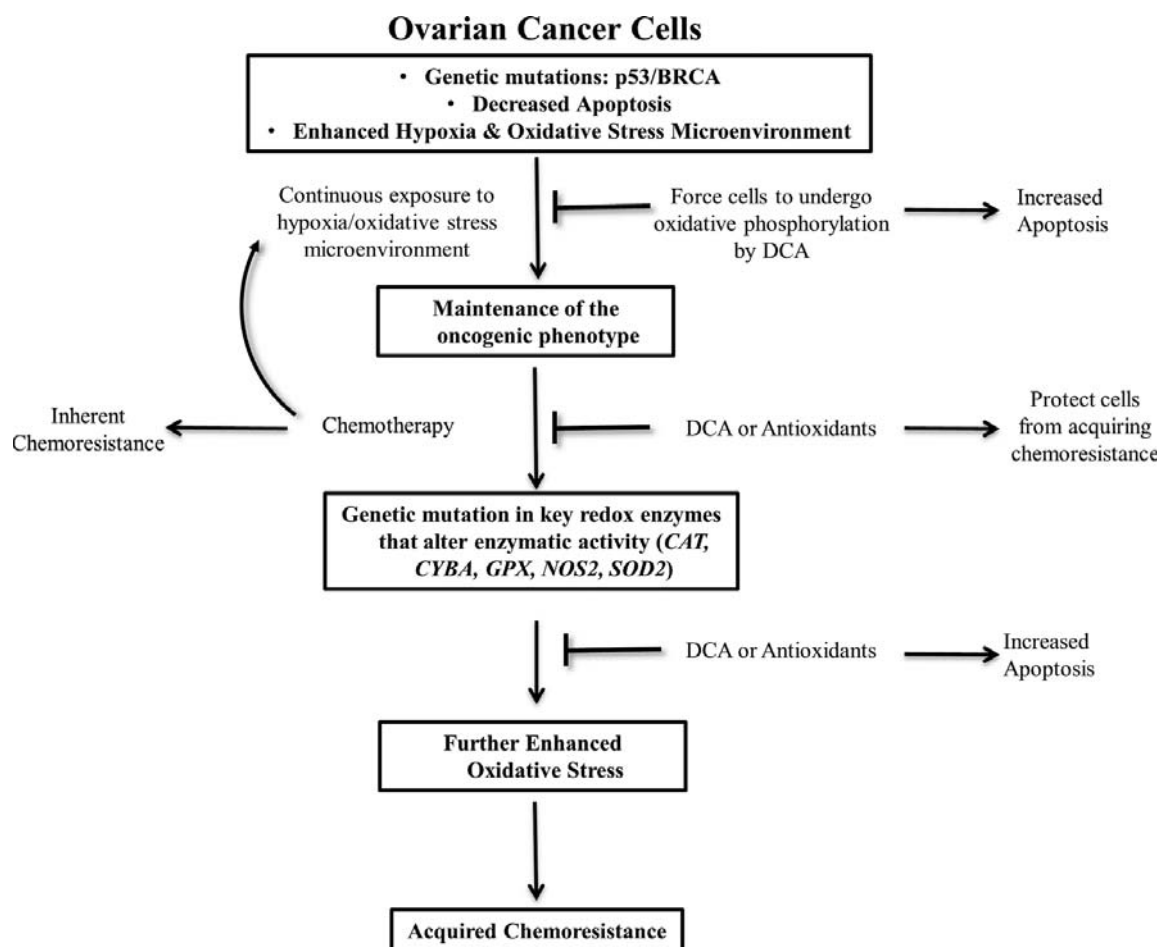 Ovarian Cancer Cells
• Genetic mutations: p53/BRCA
• Decreased Apoptosis
• Enhanced Hypoxia & Oxidative Stress Microenvironment
Continuous exposure to
hypoxia/oxidative stress
microenvironment
Force cells to undergo
oxidative phosphorylation
by DCA
Increased
Apoptosis
Maintenance of the
oncogenic phenotype
Inherent
Chemoresistance
Chemotherapy
DCA or Antioxidants
Protect cells
from acquiring
chemoresistance
Genetic mutation in key redox enzymes
that alter enzymatic activity (CAT,
CYBA, GPX, NOS2, SOD2)
DCA or Antioxidants
Increased
Apoptosis
Further Enhanced
Oxidative Stress
Acquired Chemoresistance